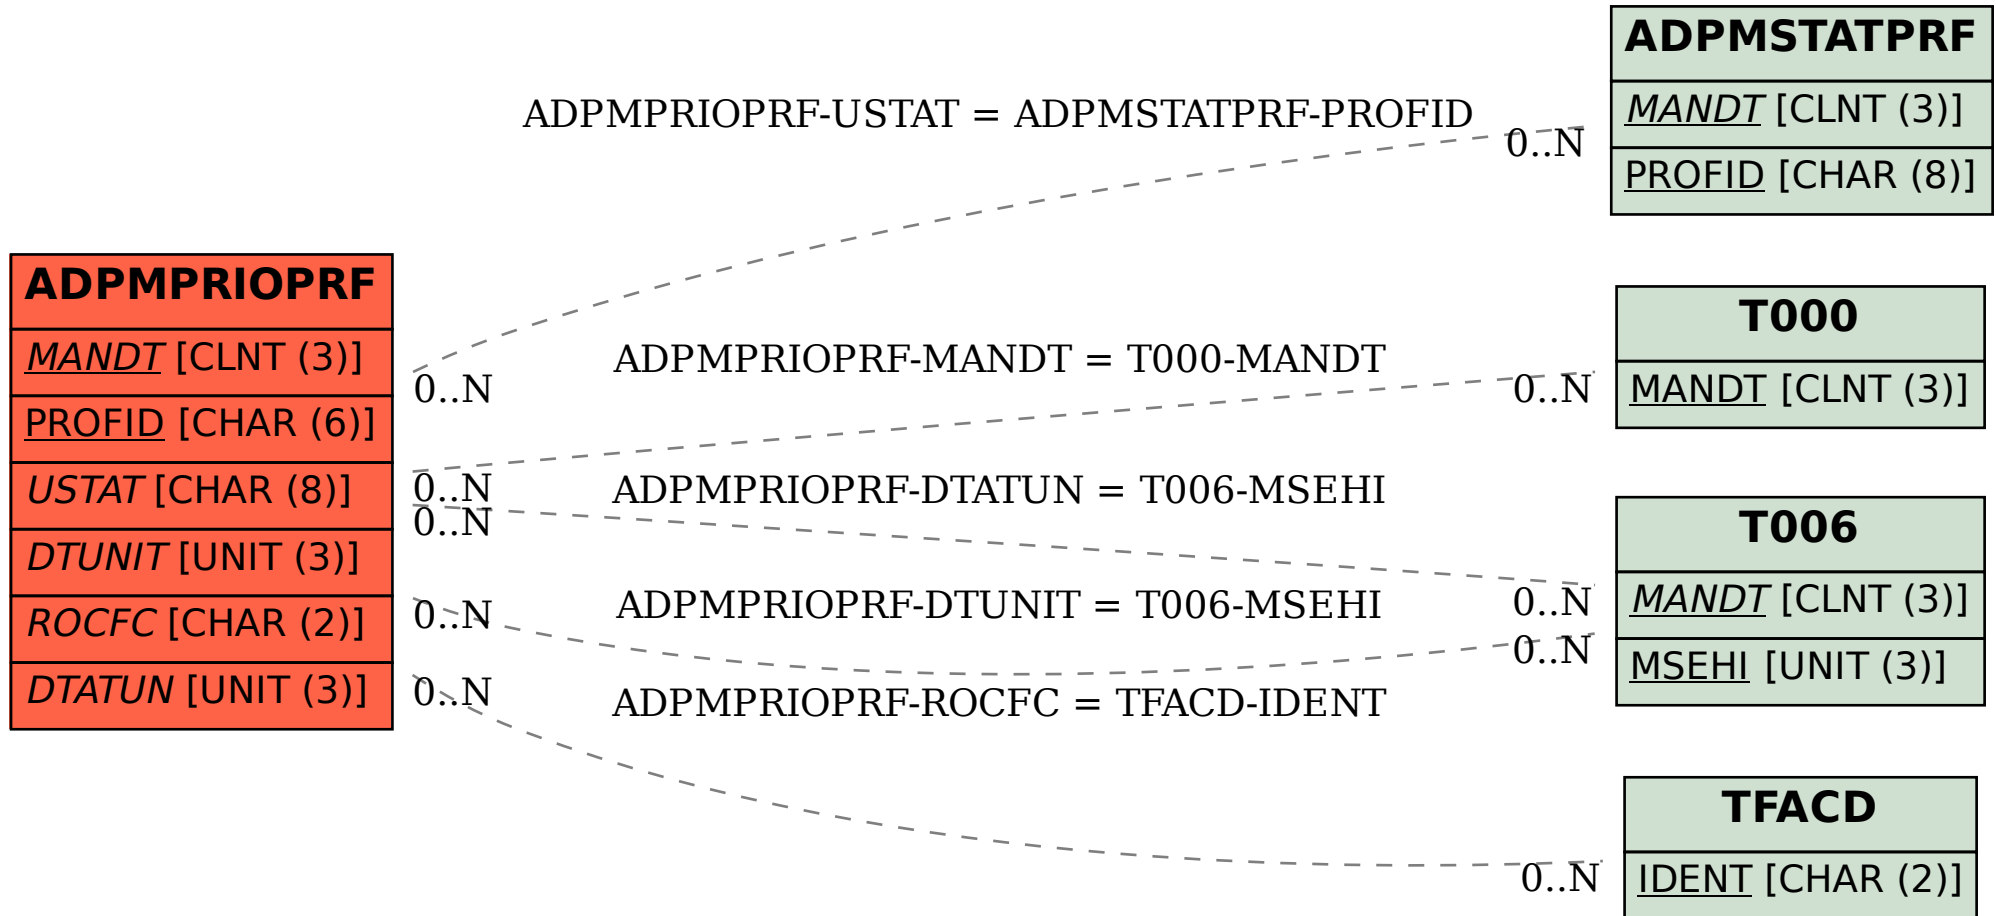 ADPMPRIOPRF
MANDT [CLNT (3)]
PROFID [CHAR (6)]
USTAT [CHAR (8)]
DTUNIT [UNIT (3)]
ROCFC [CHAR (2)]
DTATUN [UNIT (3)]
ADPMPRIOPRF-USTAT = ADPMSTATPRF-PROFID
0..N
0..N
ADPMPRIOPRF-MANDT = T000-MANDT
0..N
0..N
ADPMPRIOPRF-DTATUN = T006-MSEHI
0..N
0..N
ADPMPRIOPRF-DTUNIT = T006-MSEHI
0..N
0..N
ADPMPRIOPRF-ROCFC = TFACD-IDENT
0..N
0..N
ADPMSTATPRF
MANDT [CLNT (3)]
PROFID [CHAR (8)]
T000
MANDT [CLNT (3)]
T006
MANDT [CLNT (3)]
MSEHI [UNIT (3)]
TFACD
IDENT [CHAR (2)]